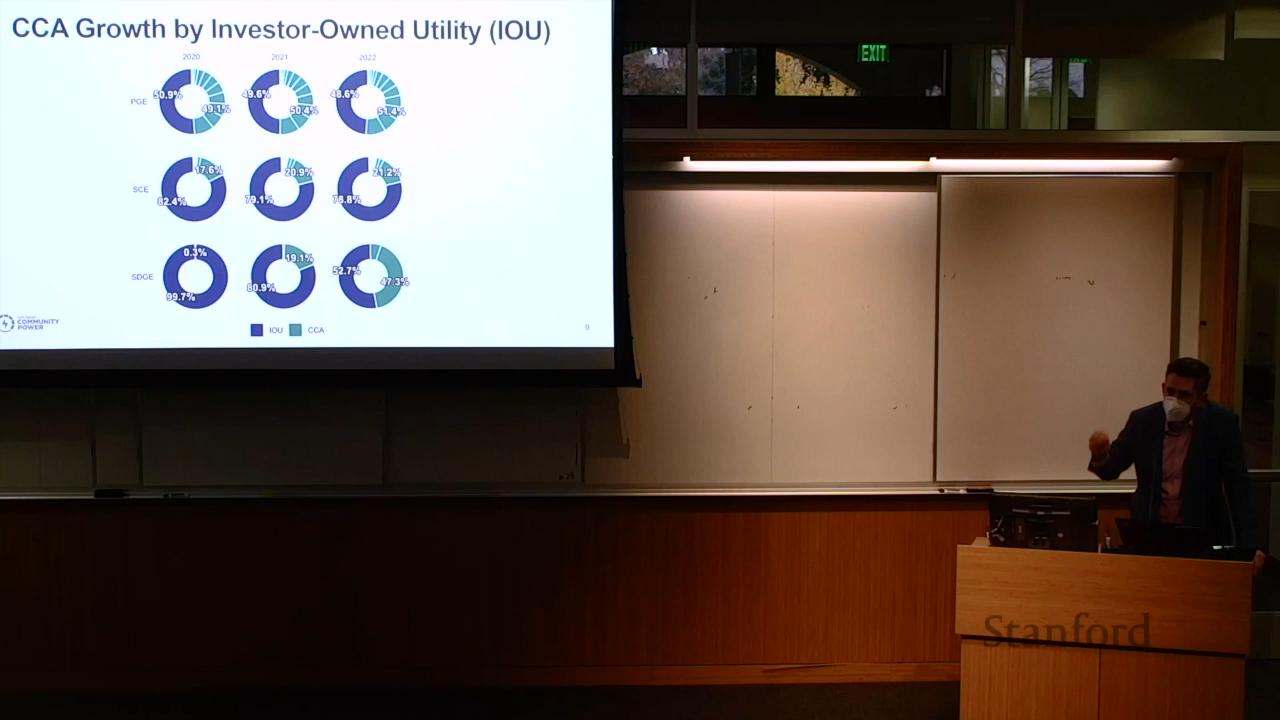 CCA Growth by Investor-Owned Utility (IOU)
2020 2021 2022
PGE 50.9% 49.1% 49.6% 50.4% 48.6% 51.4%
SCE 82.4% 17.6% 79.1% 20.9% 78.8% 21.2%
SDGE 99.7% 0.3% 80.9% 19.1% 52.7% 47.3%
IOU CCA
COMMUNITY
POWER
9
EXIT
Stanford